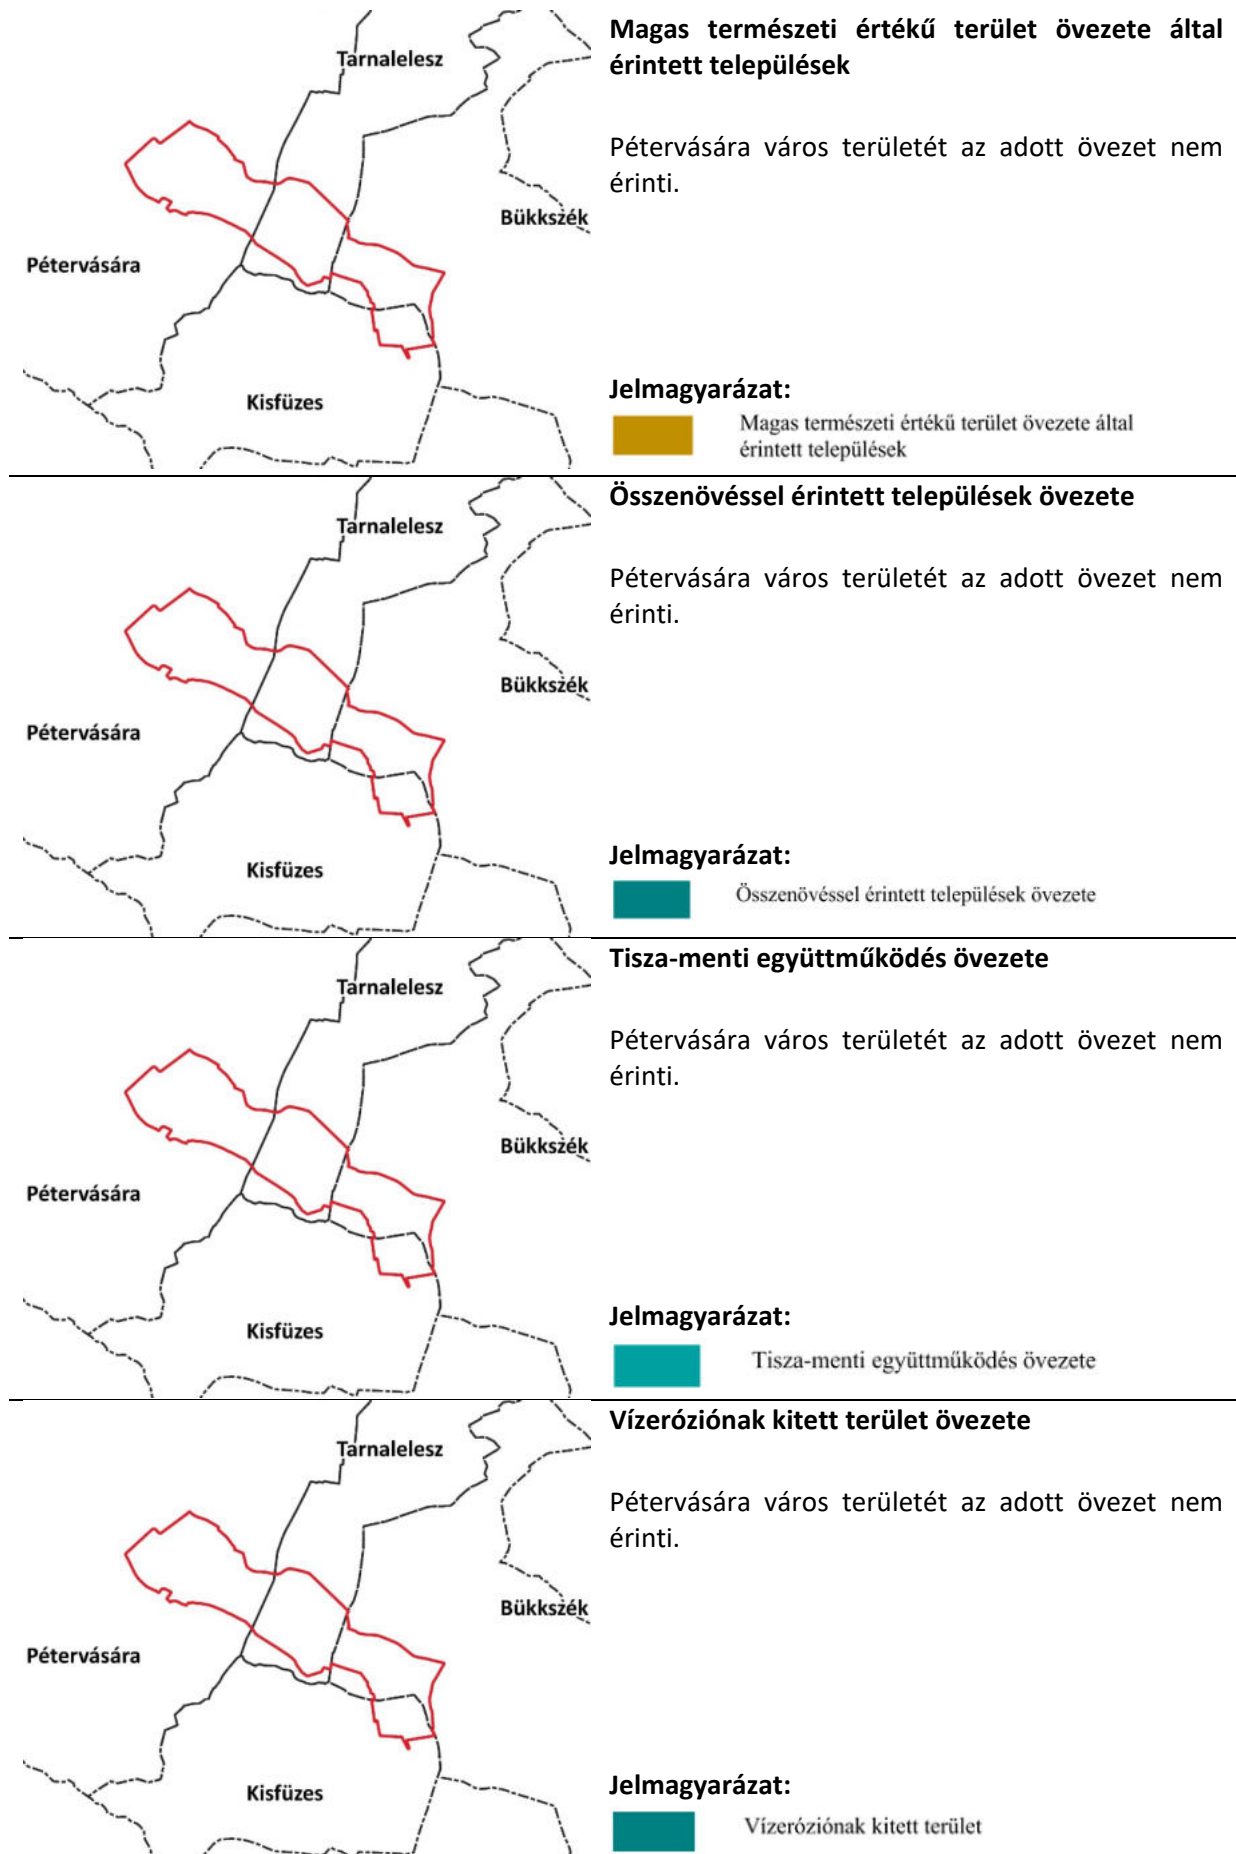 Tarnalelesz
Bükkszék
Pétervására
Kisfüzes
Magas természeti értékű terület övezete által
érintett települések
Pétervására város területét az adott övezet nem
érinti.
Jelmagyarázat:
Magas természeti értékű terület övezete által
érintett települések
Tarnalelesz
Bükkszék
Pétervására
Kisfüzes
Összenövéssel érintett települések övezete
Pétervására város területét az adott övezet nem
érinti.
Jelmagyarázat:
Összenövéssel érintett települések övezete
Tarnalelesz
Bükkszék
Pétervására
Kisfüzes
Tisza-menti együttműködés övezete
Pétervására város területét az adott övezet nem
érinti.
Jelmagyarázat:
Tisza-menti együttműködés övezete
Tarnalelesz
Bükkszék
Pétervására
Kisfüzes
Vízeróziónak kitett terület övezete
Pétervására város területét az adott övezet nem
érinti.
Jelmagyarázat:
Vízeróziónak kitett terület